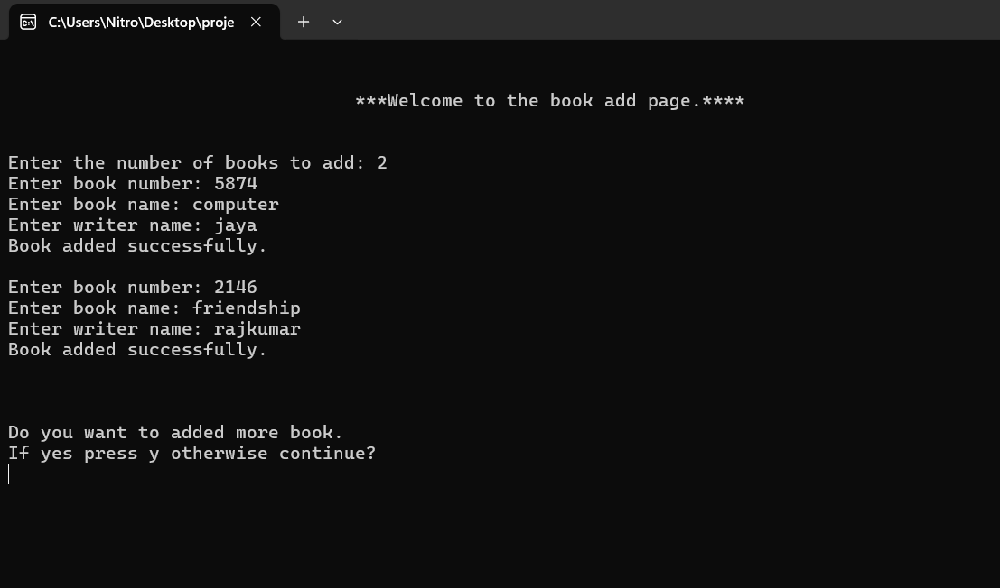 C:\Users\Nitro\Desktop\proje
***Welcome to the book add page.****
Enter the number of books to add: 2
Enter book number: 5874
Enter book name: computer
Enter writer name: jaya
Book added successfully.
Enter book number: 2146
Enter book name: friendship
Enter writer name: rajkumar
Book added successfully.
Do you want to added more book.
If yes press y otherwise continue?